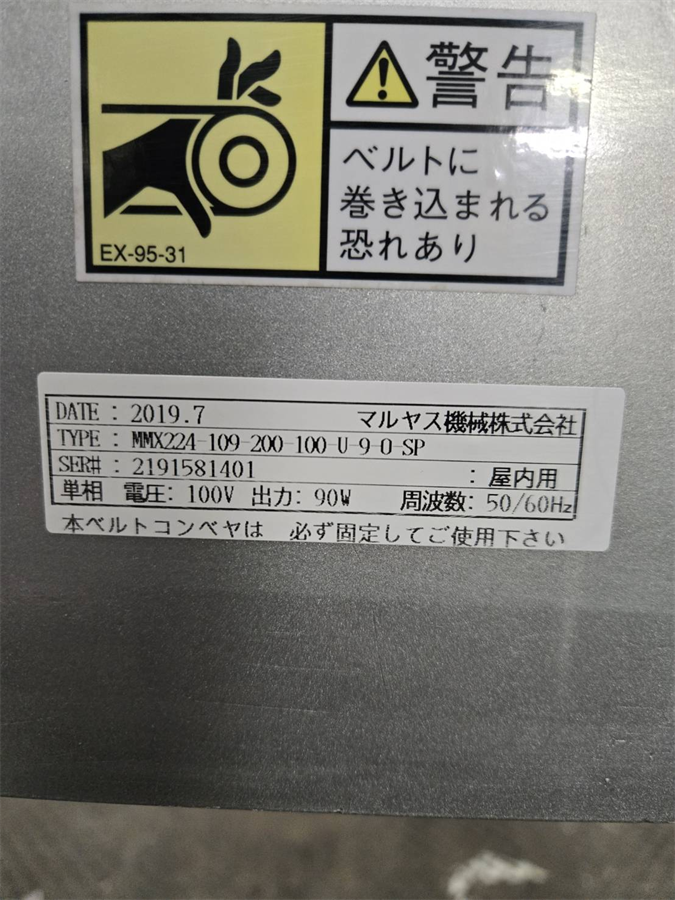 警告
ベルトに
巻き込まれる
恐れあり
EX-95-31
DATE : 2019.7 マルヤス機械株式会社
TYPE : MMX224-109-200-100-U-9-0-SP
SER# : 2191581401 : 屋内用
単相 電圧: 100V 出力: 90W 周波数: 50/60Hz
本ベルトコンベヤは 必ず固定してご使用下さい